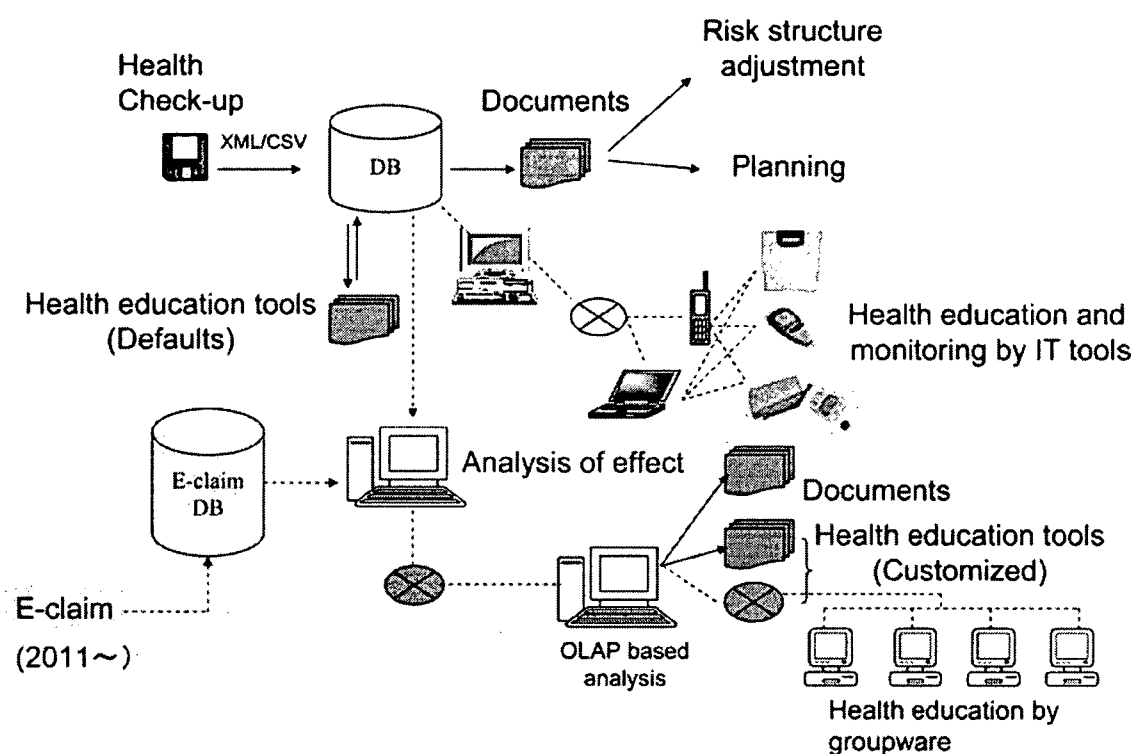 Risk structure
adjustment
Health
Check-up
Documents
XML/CSV
DB
Planning
Health education tools
(Defaults)
Health education and
monitoring by IT tools
E-claim
DB
Analysis of effect
Documents
Health education tools
(Customized)
E-claim
(2011～)
OLAP based
analysis
Health education by
groupware